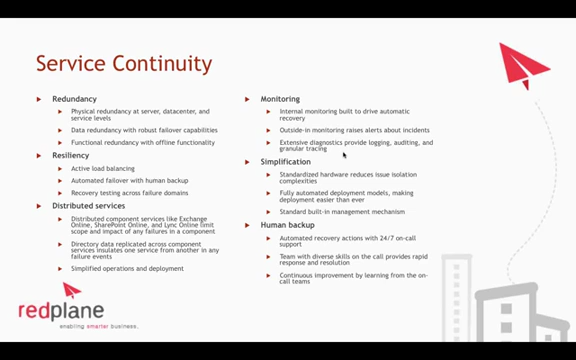 Service Continuity
Redundancy
Physical redundancy at server, datacenter, and
service levels
Data redundancy with robust failover capabilities
Functional redundancy with offline functionality
Resiliency
Active load balancing
Automated failover with human backup
Recovery testing across failure domains
Distributed services
Distributed component services like Exchange
Online, SharePoint Online, and Lync Online limit
scope and impact of any failures in a component
Directory data replicated across component
services insulates one service from another in any
failure events
Simplified operations and deployment
Monitoring
Internal monitoring built to drive automatic
recovery
Outside-in monitoring raises alerts about incidents
Extensive diagnostics provide logging, auditing, and
granular tracing
Simplification
Standardized hardware reduces issue isolation
complexities
Fully automated deployment models, making
deployment easier than ever
Standard built-in management mechanism
Human backup
Automated recovery actions with 24/7 on-call
support
Team with diverse skills on the call provides rapid
response and resolution
Continuous improvement by learning from the on-
call teams
redplane
enabling smarter business.